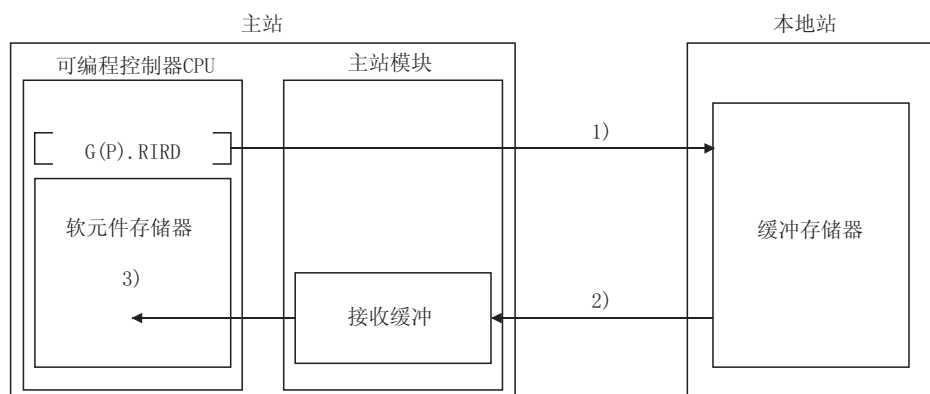 主站
本地站
可编程控制器CPU
主站模块
G(P).RIRD
1)
软元件存储器
缓冲存储器
3)
2)
接收缓冲